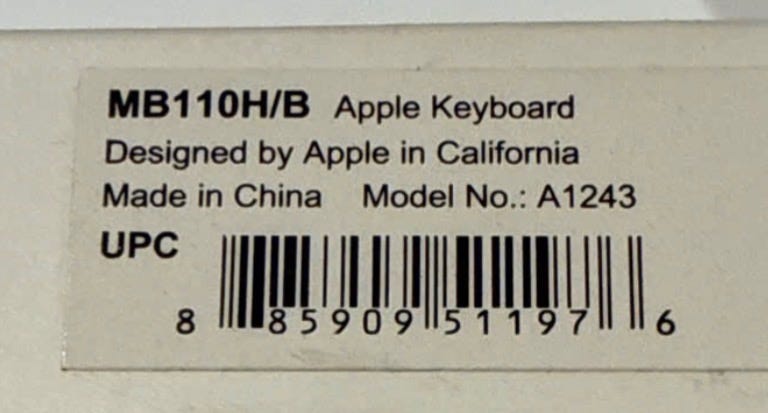 MB110H/B Apple Keyboard
Designed by Apple in California
Made in China Model No.: A1243
UPC
8 85909 51197 6